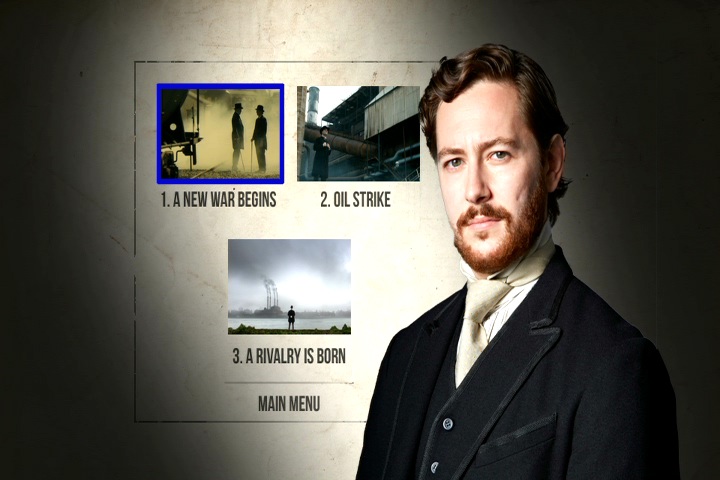 1. A NEW WAR BEGINS
2. OIL STRIKE
3. A RIVALRY IS BORN
MAIN MENU